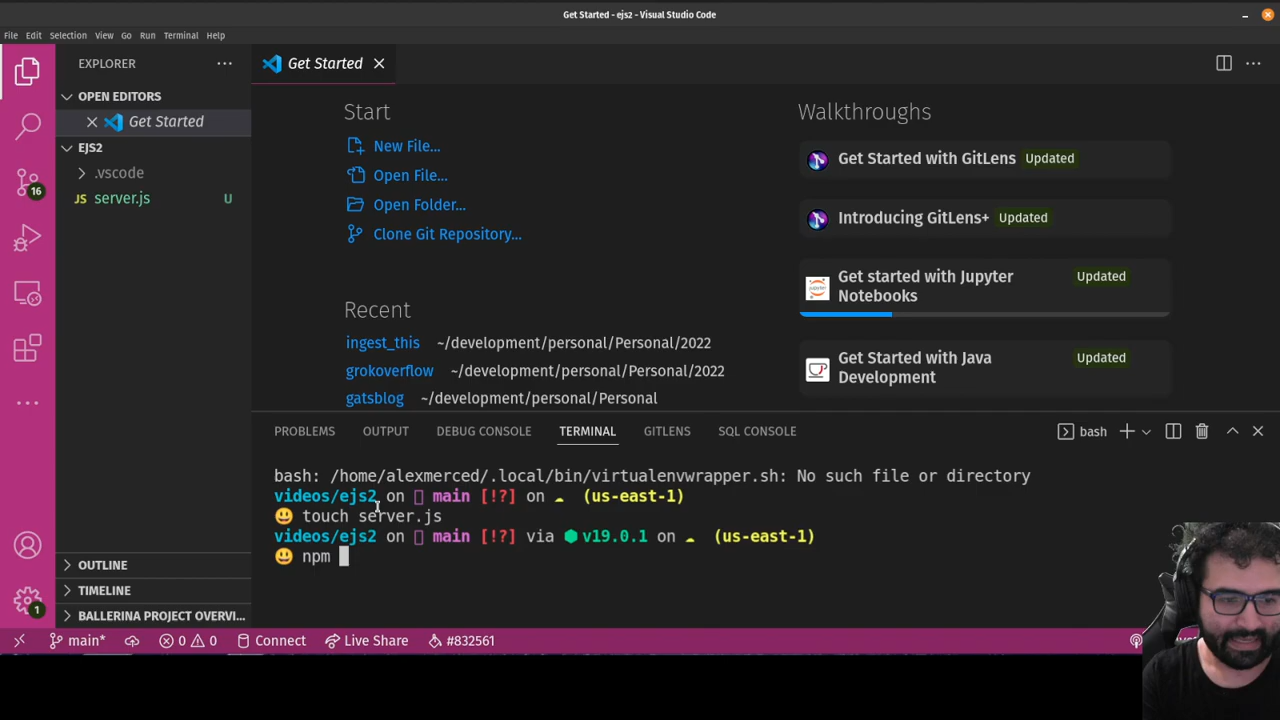 Get Started - ejs2 - Visual Studio Code
File Edit Selection View Go Run Terminal Help
EXPLORER
OPEN EDITORS
Get Started
EJS2
.vscode
JS server.js U
16
OUTLINE
TIMELINE
BALLERINA PROJECT OVERVI...
1
Get Started
Start
New File...
Open File...
Open Folder...
Clone Git Repository...
Recent
ingest_this ~/development/personal/Personal/2022
grokoverflow ~/development/personal/Personal/2022
gatsblog ~/development/personal/Personal
Walkthroughs
Get Started with GitLens Updated
Introducing GitLens+ Updated
Get started with Jupyter Notebooks Updated
Get Started with Java Development Updated
PROBLEMS OUTPUT DEBUG CONSOLE TERMINAL GITLENS SQL CONSOLE
bash
bash: /home/alexmerced/.local/bin/virtualenvwrapper.sh: No such file or directory
videos/ejs2 on main [!?] on ☁ (us-east-1)
😃 touch server.js
videos/ejs2 on main [!?] via ⬢v19.0.1 on ☁ (us-east-1)
😃 npm
main* 0 0 Connect Live Share #832561